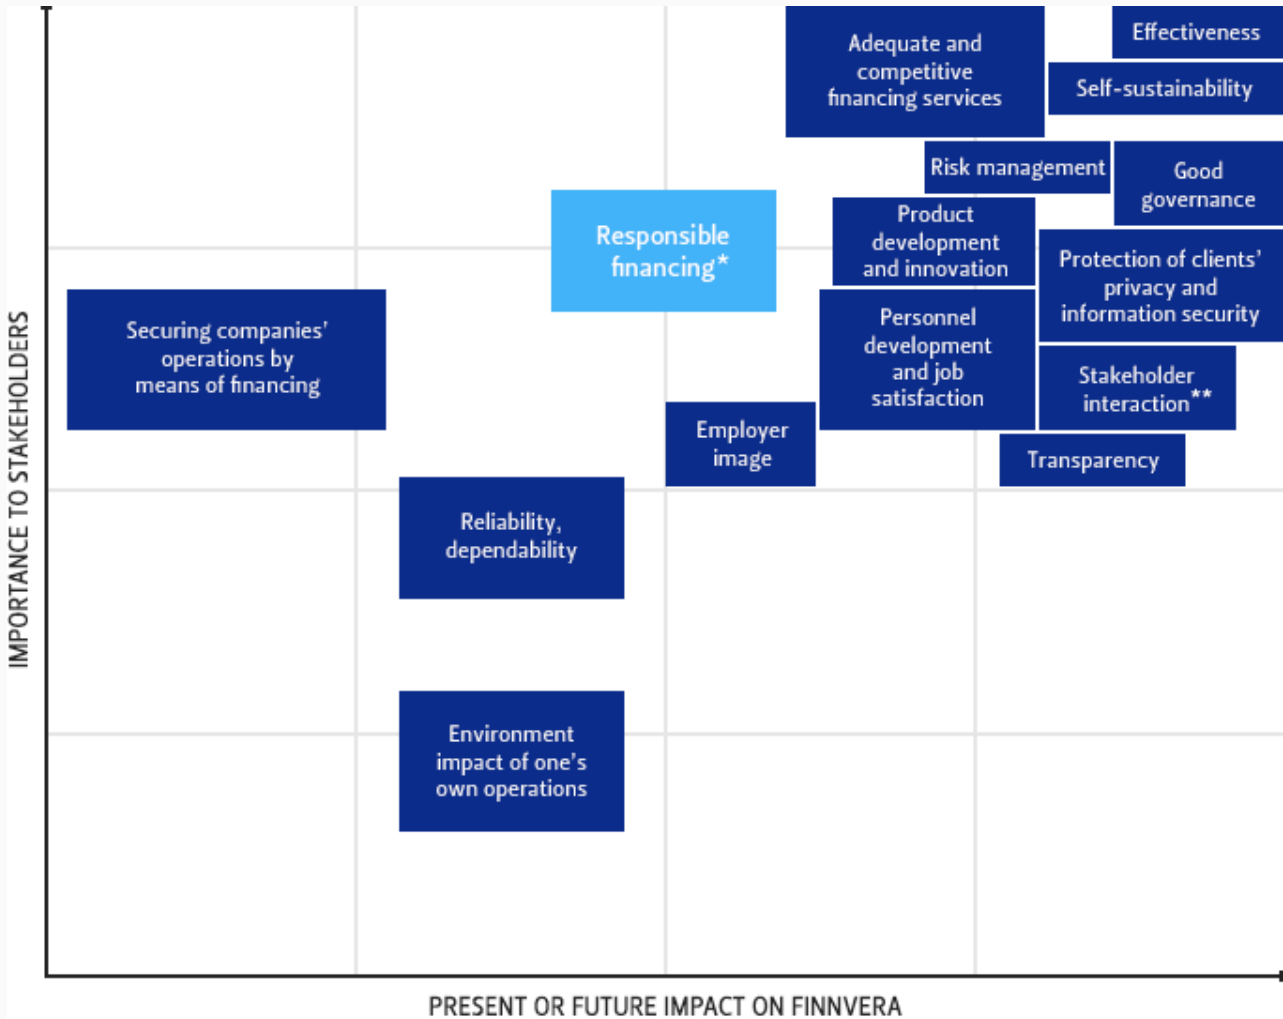 Adequate and
competitive
financing services
Effectiveness
Self-sustainability
Risk management
Good
governance
Responsible
financing*
Product
development
and innovation
Protection of clients’
privacy and
information security
Securing companies’
operations by
means of financing
Personnel
development
and job
satisfaction
Stakeholder
interaction**
Employer
image
Transparency
Reliability,
dependability
Environment
impact of one’s
own operations
IMPORTANCE TO STAKEHOLDERS
PRESENT OR FUTURE IMPACT ON FINNVERA